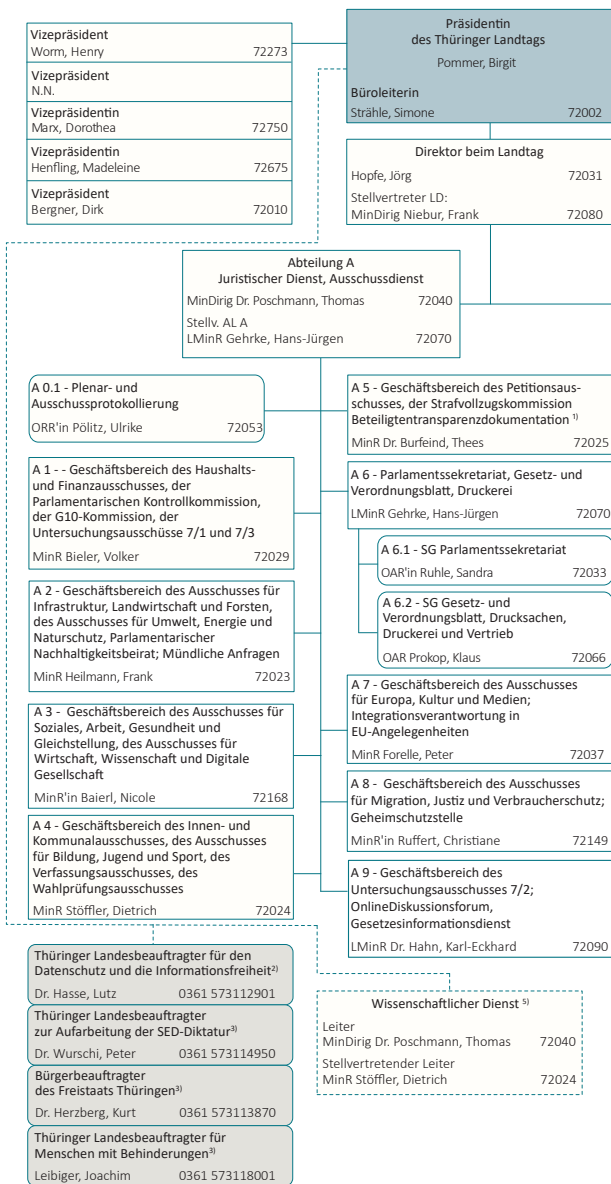 Vizepräsident
Worm, Henry 72273
Vizepräsident
N.N.
Vizepräsidentin
Marx, Dorothea 72750
Vizepräsidentin
Henfling, Madeleine 72675
Vizepräsident
Bergner, Dirk 72010
Präsidentin
des Thüringer Landtags
Pommer, Birgit
Büroleiterin
Strähle, Simone 72002
Direktor beim Landtag
Hopfe, Jörg 72031
Stellvertreter LD:
MinDirig Niebur, Frank 72080
Abteilung A
Juristischer Dienst, Ausschussdienst
MinDirig Dr. Poschmann, Thomas 72040
Stellv. AL A
LMinR Gehrke, Hans-Jürgen 72070
A 0.1 - Plenar- und
Ausschussprotokollierung
ORR'in Pölitz, Ulrike 72053
A 1 - - Geschäftsbereich des Haushalts-
und Finanzausschusses, der
Parlamentarischen Kontrollkommission,
der G10-Kommission, der
Untersuchungsausschüsse 7/1 und 7/3
MinR Bieler, Volker 72029
A 2 - Geschäftsbereich des Ausschusses für
Infrastruktur, Landwirtschaft und Forsten,
des Ausschusses für Umwelt, Energie und
Naturschutz, Parlamentarischer
Nachhaltigkeitsbeirat; Mündliche Anfragen
MinR Heilmann, Frank 72023
A 3 - Geschäftsbereich des Ausschusses für
Soziales, Arbeit, Gesundheit und
Gleichstellung, des Ausschusses für
Wirtschaft, Wissenschaft und Digitale
Gesellschaft
MinR'in Baierl, Nicole 72168
A 4 - Geschäftsbereich des Innen- und
Kommunalausschusses, des Ausschusses
für Bildung, Jugend und Sport, des
Verfassungsausschusses, des
Wahlprüfungsausschusses
MinR Stöffler, Dietrich 72024
A 5 - Geschäftsbereich des Petitionsaus-
schusses, der Strafvollzugskommission
Beteiligtentransparenzdokumentation 1)
MinR Dr. Burfeind, Thees 72025
A 6 - Parlamentssekretariat, Gesetz- und
Verordnungsblatt, Druckerei
LMinR Gehrke, Hans-Jürgen 72070
A 6.1 - SG Parlamentssekretariat
OAR'in Ruhle, Sandra 72033
A 6.2 - SG Gesetz- und
Verordnungsblatt, Drucksachen,
Druckerei und Vertrieb
OAR Prokop, Klaus 72066
A 7 - Geschäftsbereich des Ausschusses
für Europa, Kultur und Medien;
Integrationsverantwortung in
EU-Angelegenheiten
MinR Forelle, Peter 72037
A 8 - Geschäftsbereich des Ausschusses
für Migration, Justiz und Verbraucherschutz;
Geheimschutzstelle
MinR'in Ruffert, Christiane 72149
A 9 - Geschäftsbereich des
Untersuchungsausschusses 7/2;
OnlineDiskussionsforum,
Gesetzesinformationsdienst
LMinR Dr. Hahn, Karl-Eckhard 72090
Thüringer Landesbeauftragter für den
Datenschutz und die Informationsfreiheit2)
Dr. Hasse, Lutz 0361 573112901
Thüringer Landesbeauftragter
zur Aufarbeitung der SED-Diktatur3)
Dr. Wurschi, Peter 0361 573114950
Bürgerbeauftragter
des Freistaats Thüringen3)
Dr. Herzberg, Kurt 0361 573113870
Thüringer Landesbeauftragter für
Menschen mit Behinderungen3)
Leibiger, Joachim 0361 573118001
Wissenschaftlicher Dienst 5)
Leiter
MinDirig Dr. Poschmann, Thomas 72040
Stellvertretender Leiter
MinR Stöffler, Dietrich 72024